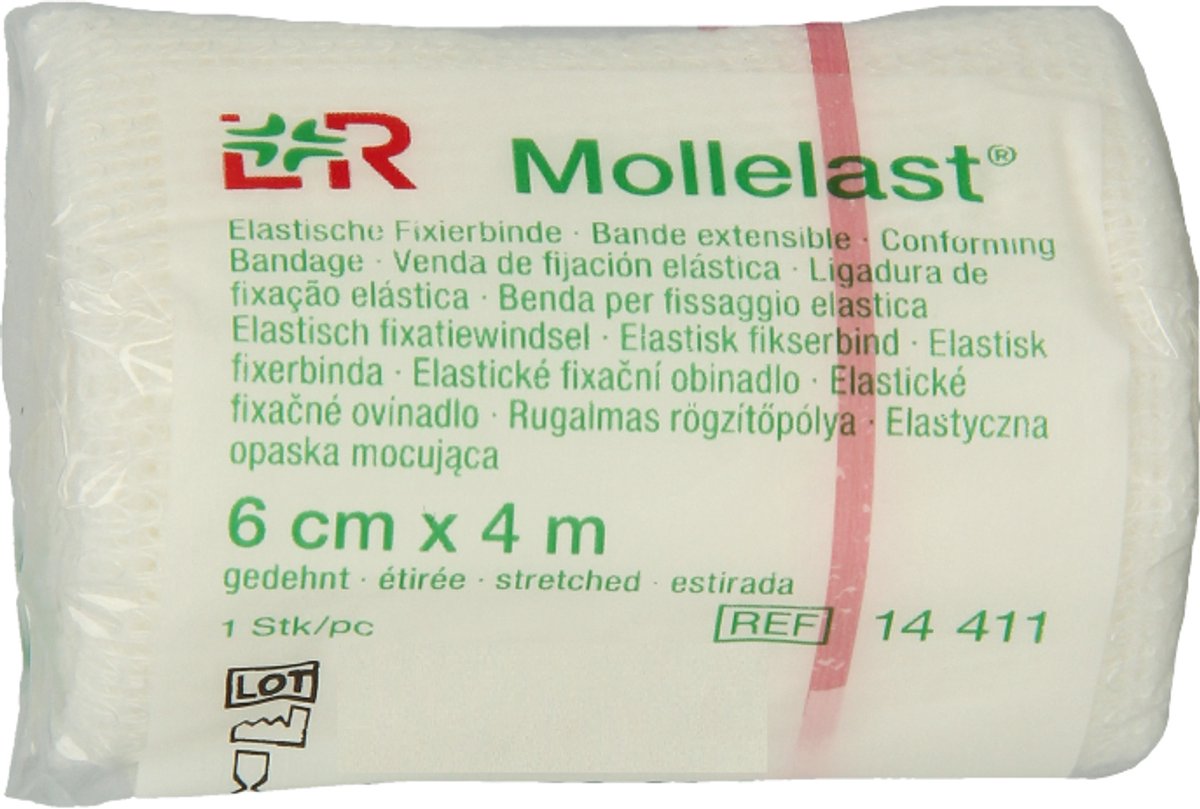 L&R Mollelast®
Elastische Fixierbinde · Bande extensible · Conforming
Bandage · Venda de fijación elástica · Ligadura de
fixação elástica · Benda per fissaggio elastica
Elastisch fixatiewindsel · Elastisk fikserbind · Elastisk
fixerbinda · Elastické fixační obinadlo · Elastické
fixačné ovínadlo · Rugalmas rögzítőpólya · Elastyczna
opaska mocująca
6 cm x 4 m
gedehnt · étirée · stretched · estirada
1 Stk/pc
REF 14 411
LOT